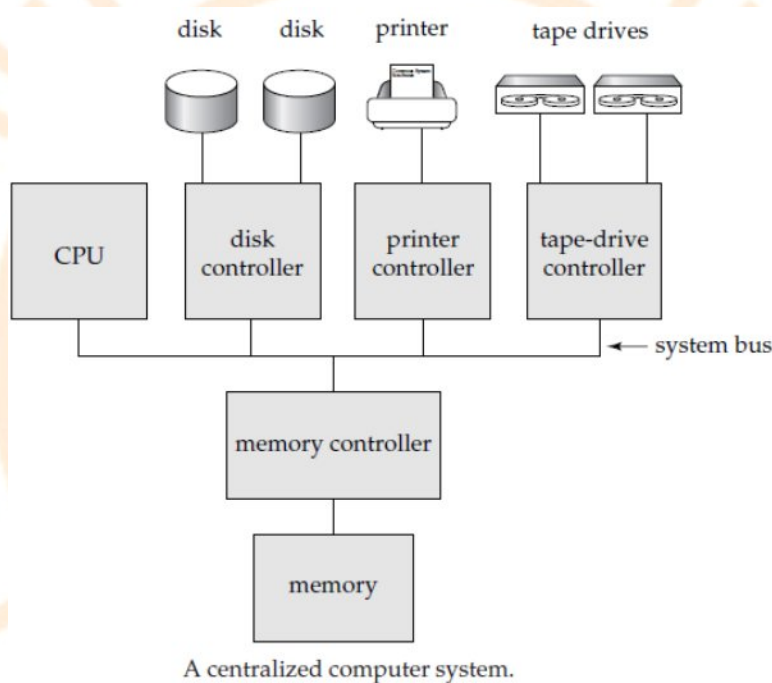 disk disk printer tape drives
CPU
disk
controller
printer
controller
tape-drive
controller
system bus
memory controller
memory
A centralized computer system.